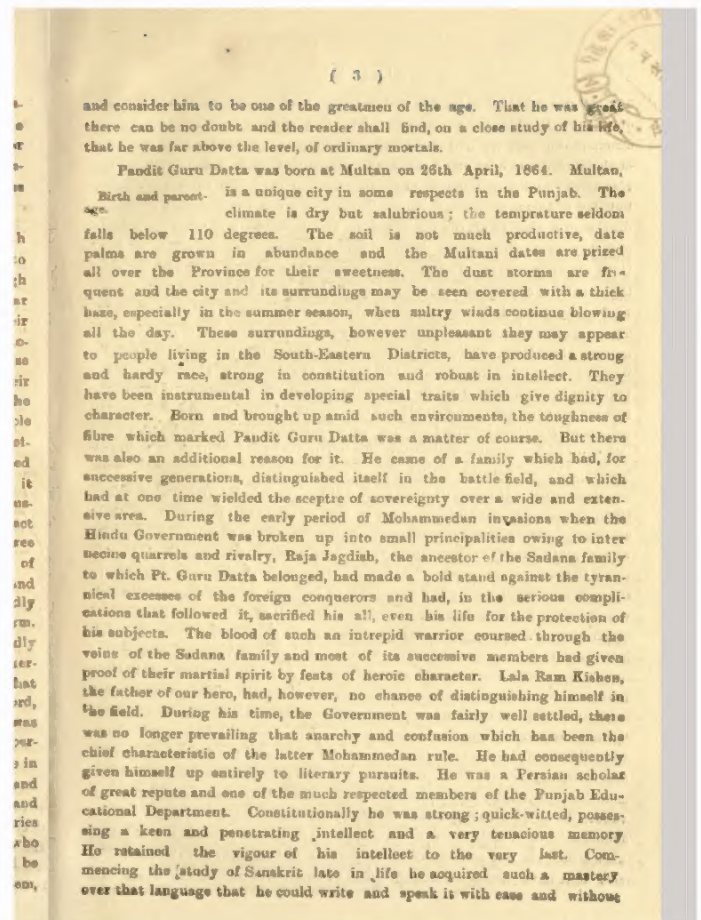 ( 3 )
and consider him to be one of the greatmen of the age. That he was great
there can be no doubt and the reader shall find, on a close study of his life,
that he was far above the level, of ordinary mortals.
Pandit Guru Datta was born at Multan on 26th April, 1864. Multan,
Birth and parent-
age.
is a unique city in some respects in the Punjab. The
climate is dry but salubrious ; the temprature seldom
falls below 110 degrees. The soil is not much productive, date
palms are grown in abundance and the Multani dates are prized
all over the Province for their sweetness. The dust storms are fre-
quent and the city and its surrundings may be seen covered with a thick
haze, especially in the summer season, when sultry winds continue blowing
all the day. These surrundings, however unpleasant they may appear
to people living in the South-Eastern Districts, have produced a strong
and hardy race, strong in constitution and robust in intellect. They
have been instrumental in developing special traits which give dignity to
character. Born and brought up amid such enviroments, the toughness of
fibre which marked Pandit Guru Datta was a matter of course. But there
was also an additional reason for it. He came of a family which had, for
successive generations, distinguished itself in the battle field, and which
had at one time wielded the sceptre of sovereignty over a wide and exten-
sive area. During the early period of Mohammedan invasions when the
Hindu Government was broken up into small principalities owing to inter
necine quarrels and rivalry, Raja Jagdish, the ancestor of the Sadana family
to which Pt. Guru Datta belonged, had made a bold stand against the tyran-
nical excesses of the foreign conquerors and had, in the serious compli-
cations that followed it, sacrified his all, even his life for the protection of
his subjects. The blood of such an intrepid warrior coursed through the
veins of the Sadana family and most of its successive members had given
proof of their martial spirit by feats of heroic character. Lala Ram Kishen,
the father of our hero, had, however, no chance of distinguishing himself in
the field. During his time, the Government was fairly well settled, there
was no longer prevailing that anarchy and confusion which has been the
chief characteristic of the latter Mohammedan rule. He had consequently
given himself up entirely to literary pursuits. He was a Persian scholar
of great repute and one of the much respected members of the Punjab Edu-
cational Department. Constitutionally he was strong ; quick-witted, posses-
sing a keen and penetrating intellect and a very tenacious memory
He retained the vigour of his intellect to the very last. Com-
mencing the study of Sanskrit late in life he acquired such a mastery
over that language that he could write and speak it with ease and without